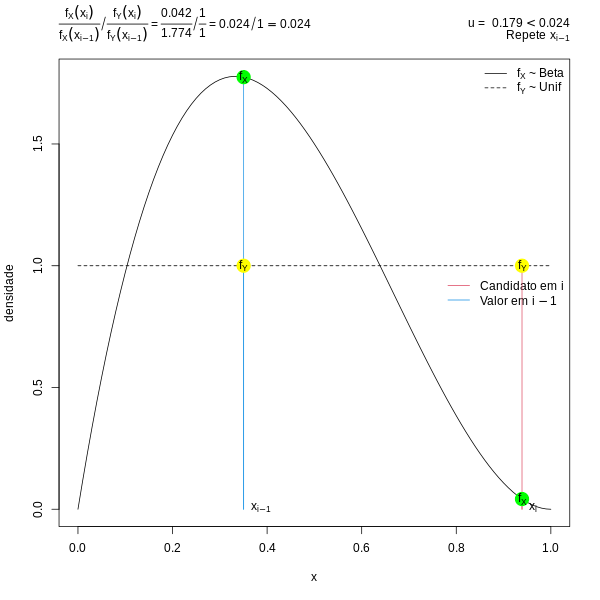 fX(xi) / fY(xi) = 0.042 / 1 = 0.024/1 = 0.024
fX(xi−1) fY(xi−1) 1.774 1
u = 0.179 < 0.024
Repete xi−1
fX ~ Beta
fY ~ Unif
fX
fY
fY
Candidato em i
Valor em i − 1
fX
xi−1
xi
densidade
0.0
0.5
1.0
1.5
0.0 0.2 0.4 0.6 0.8 1.0
x